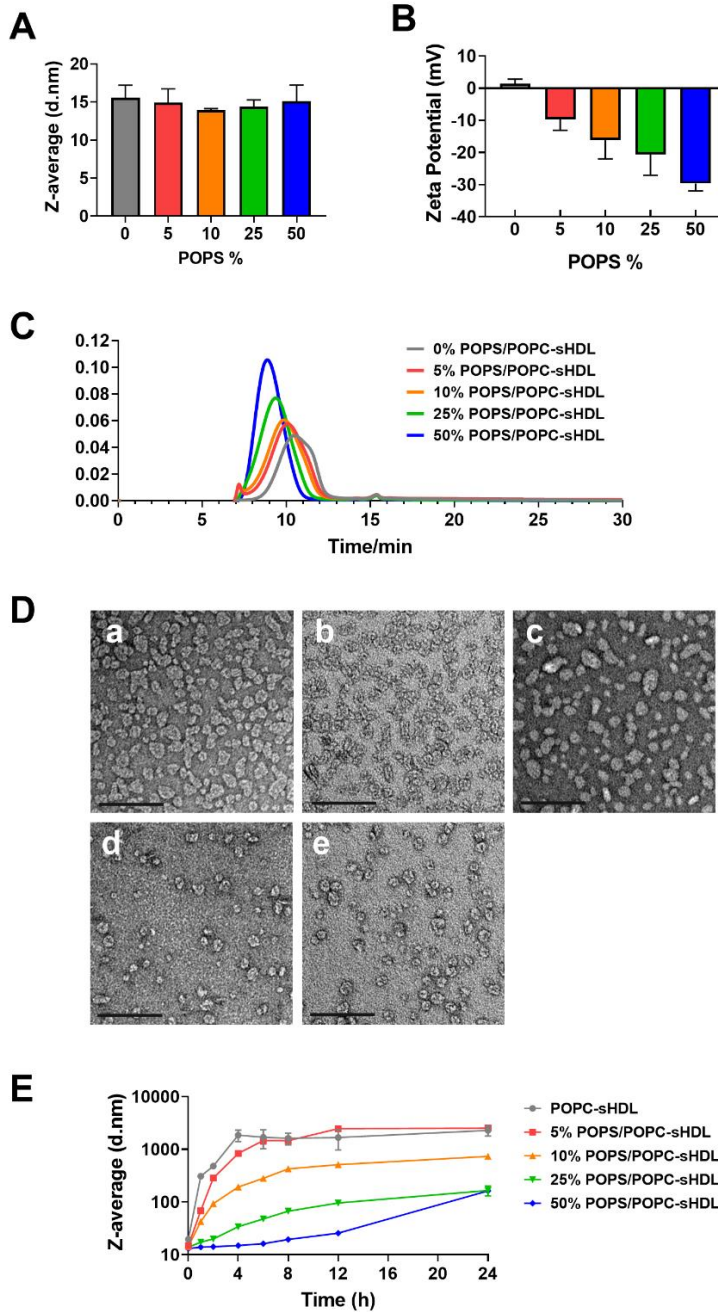 A
Z-average (d.nm)
20
15
10
5
0
0 5 10 25 50
POPS %
B
Zeta Potential (mV)
10
0
-10
-20
-30
-40
0 5 10 25 50
POPS %
C
0.12
0.10
0.08
0.06
0.04
0.02
0.00
0 5 10 15 20 25 30
Time/min
0% POPS/POPC-sHDL
5% POPS/POPC-sHDL
10% POPS/POPC-sHDL
25% POPS/POPC-sHDL
50% POPS/POPC-sHDL
D
a
b
c
d
e
E
Z-average (d.nm)
10000
1000
100
10
0 4 8 12 16 20 24
Time (h)
POPC-sHDL
5% POPS/POPC-sHDL
10% POPS/POPC-sHDL
25% POPS/POPC-sHDL
50% POPS/POPC-sHDL